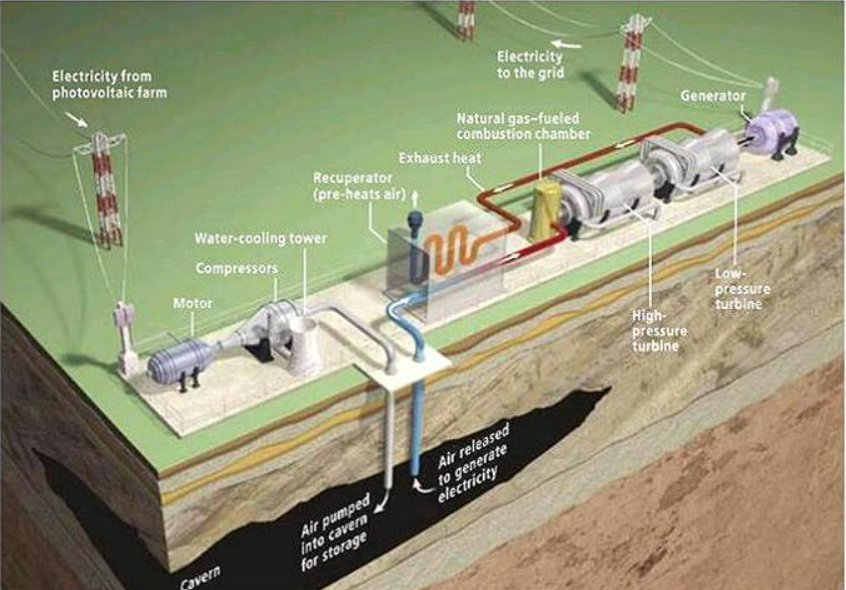 Electricity from
photovoltaic farm
Electricity
to the grid
Generator
Natural gas–fueled
combustion chamber
Exhaust heat
Recuperator
(pre-heats air)
Water-cooling tower
Compressors
Motor
Low-
pressure
turbine
High-
pressure
turbine
Air released
to generate
electricity
Air pumped
into cavern
for storage
Cavern